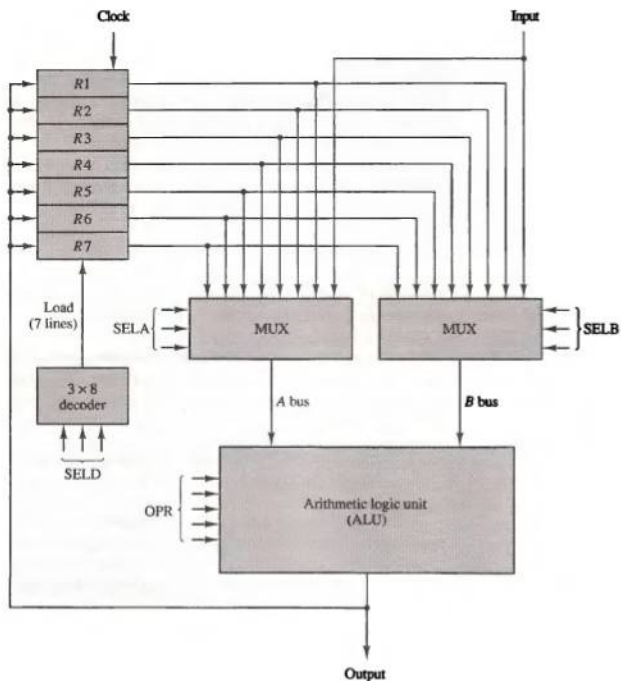 Clock
Input
R1
R2
R3
R4
R5
R6
R7
Load
(7 lines)
SELA
MUX
MUX
SELB
3 × 8
decoder
A bus
B bus
SELD
OPR
Arithmetic logic unit
(ALU)
Output